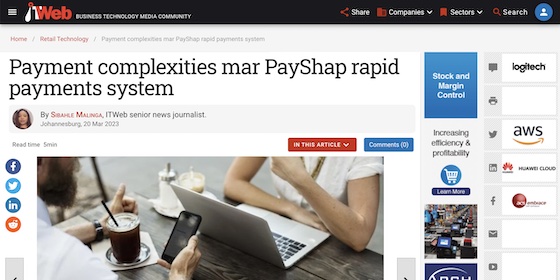 ITWeb BUSINESS TECHNOLOGY MEDIA COMMUNITY
Share Companies Sectors Search
Home / Retail Technology / Payment complexities mar PayShap rapid payments system
Payment complexities mar PayShap rapid
payments system
By SIBAHLE MALINGA, ITWeb senior news journalist.
Johannesburg, 20 Mar 2023
Read time 5min
IN THIS ARTICLE
Comments (0)
Stock and
Margin
Control
Increasing
efficiency &
profitability
Learn More
logitech
aws
HUAWEI CLOUD